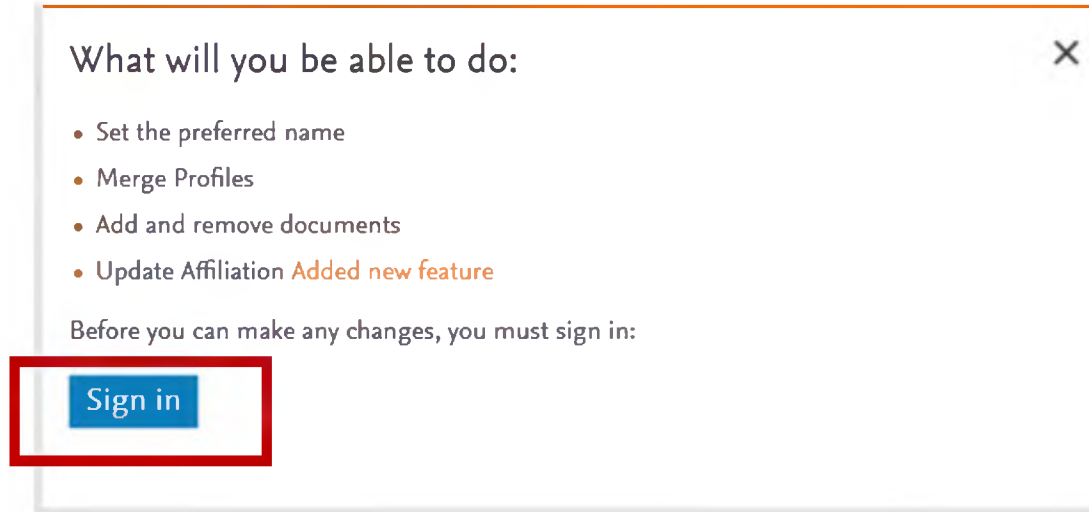 What will you be able to do:
• Set the preferred name
• Merge Profiles
• Add and remove documents
• Update Affiliation Added new feature
Before you can make any changes, you must sign in:
Sign in